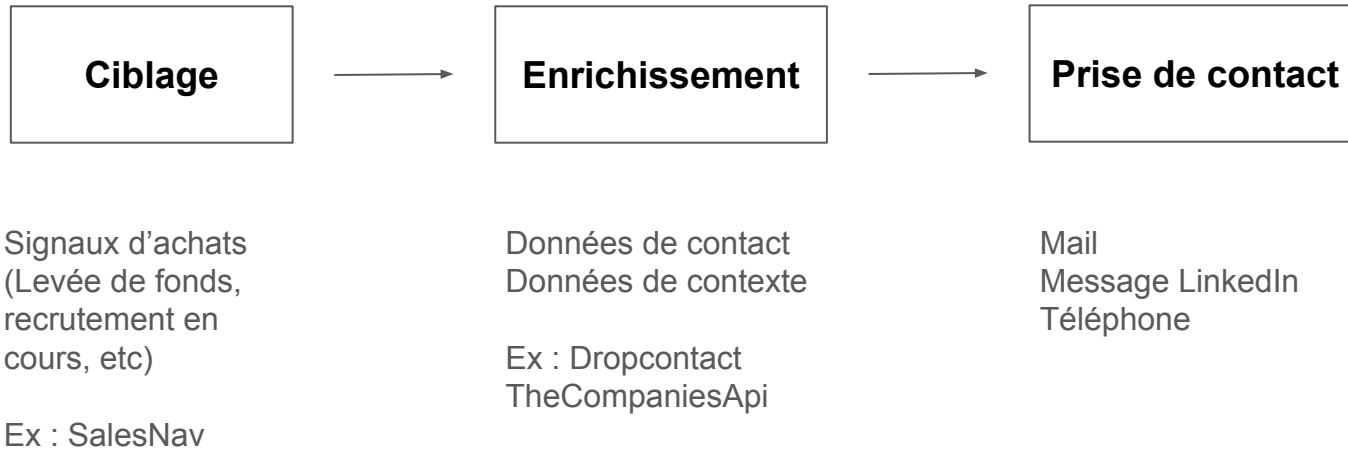 Ciblage
Enrichissement
Prise de contact
Signaux d’achats
(Levée de fonds,
recrutement en
cours, etc)
Ex : SalesNav
Données de contact
Données de contexte
Ex : Dropcontact
TheCompaniesApi
Mail
Message LinkedIn
Téléphone